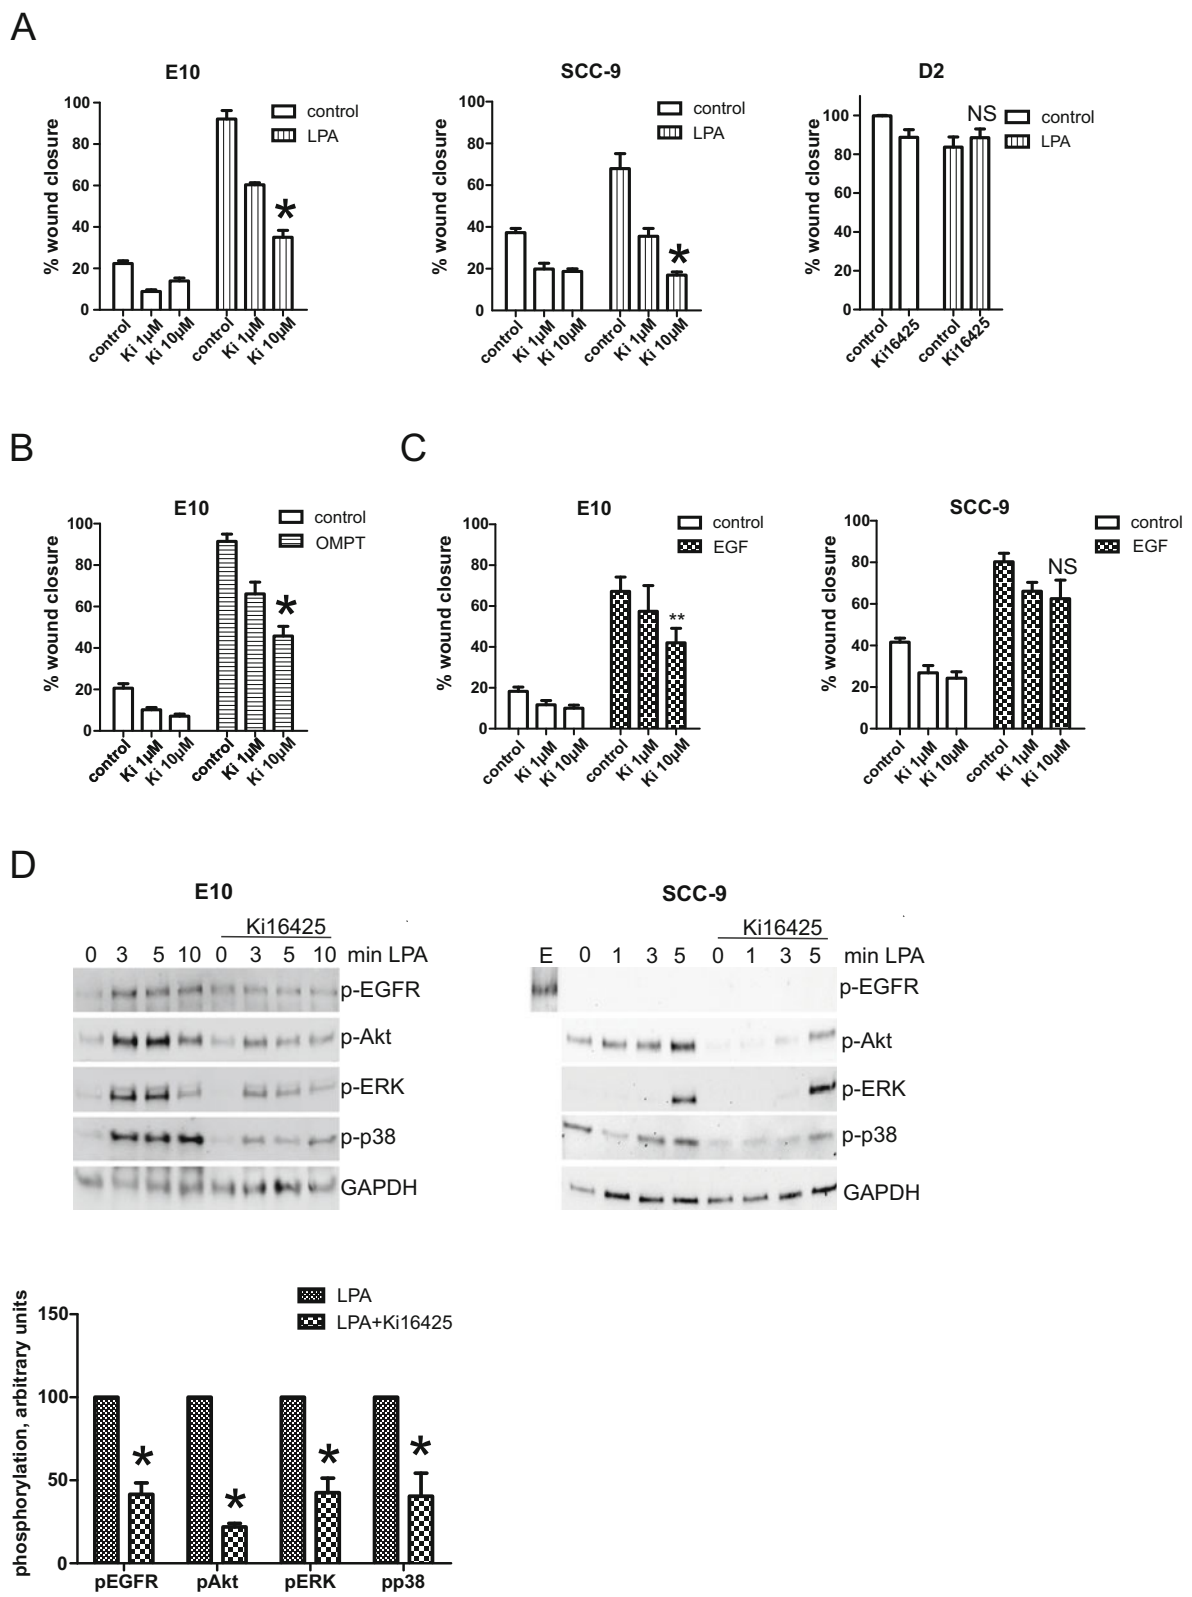 A
E10
control
LPA
% wound closure
100
80
60
40
20
0
*
control
Ki 1µM
Ki 10µM
control
Ki 1µM
Ki 10µM
SCC-9
control
LPA
% wound closure
100
80
60
40
20
0
*
control
Ki 1µM
Ki 10µM
control
Ki 1µM
Ki 10µM
D2
NS
control
LPA
% wound closure
100
80
60
40
20
0
control
Ki16425
control
Ki16425
B
E10
control
OMPT
% wound closure
100
80
60
40
20
0
*
control
Ki 1µM
Ki 10µM
control
Ki 1µM
Ki 10µM
C
E10
control
EGF
% wound closure
100
80
60
40
20
0
**
control
Ki 1µM
Ki 10µM
control
Ki 1µM
Ki 10µM
SCC-9
control
EGF
NS
% wound closure
100
80
60
40
20
0
control
Ki 1µM
Ki 10µM
control
Ki 1µM
Ki 10µM
D
E10
Ki16425
0 3 5 10 0 3 5 10 min LPA
p-EGFR
p-Akt
p-ERK
p-p38
GAPDH
SCC-9
Ki16425
E 0 1 3 5 0 1 3 5 min LPA
p-EGFR
p-Akt
p-ERK
p-p38
GAPDH
LPA
LPA+Ki16425
phosphorylation, arbitrary units
150
100
50
0
* * * *
pEGFR pAkt pERK pp38